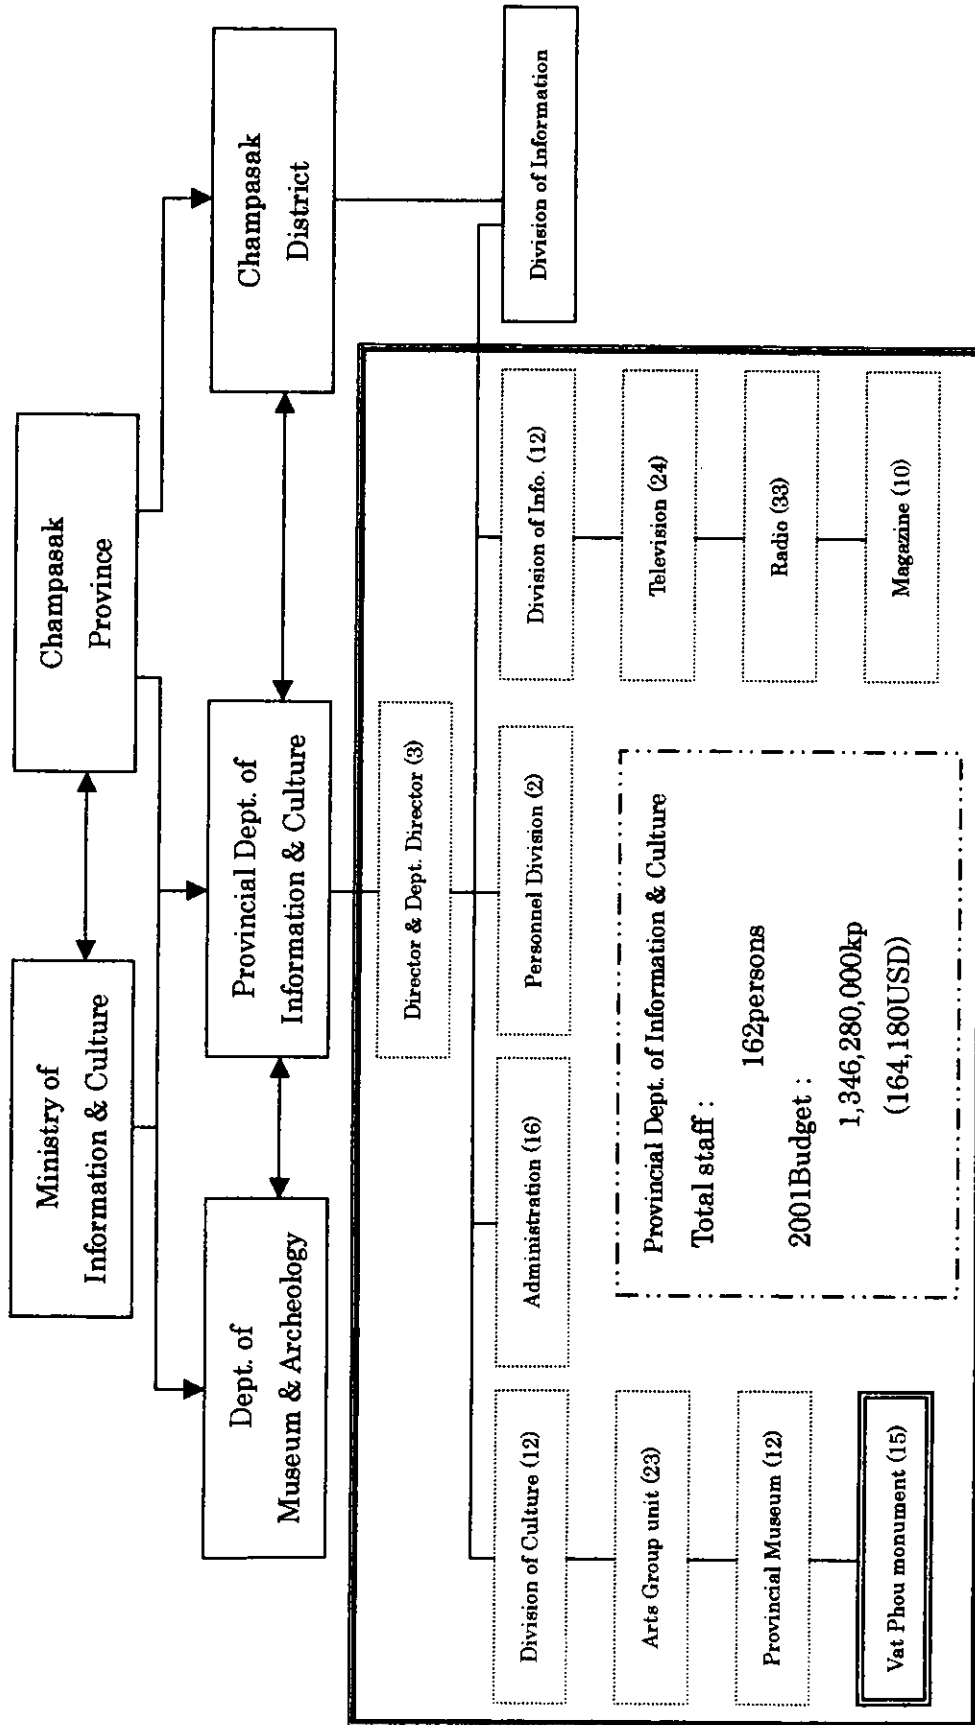 Ministry of
Information & Culture
Champasak
Province
Dept. of
Museum & Archeology
Provincial Dept. of
Information & Culture
Champasak
District
Director & Dept. Director (3)
Division of Culture (12)
Administration (16)
Personnel Division (2)
Division of Info. (12)
Division of Information
Arts Group unit (23)
Television (24)
Provincial Museum (12)
Radio (33)
Vat Phou monument (15)
Magazine (10)
Provincial Dept. of Information & Culture
Total staff :
162persons
2001Budget :
1,346,280,000kp
(164,180USD)